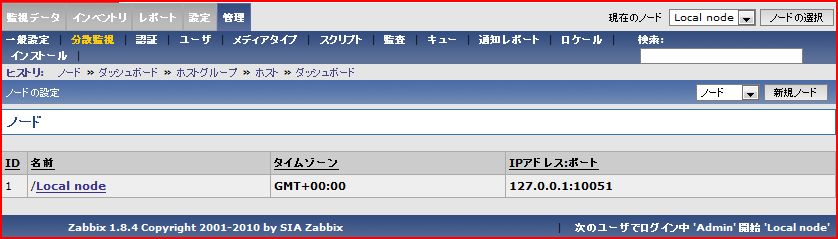 監視データ インベントリ レポート 設定 管理 現在のノード Local node ノードの選択
一般設定 | 分散監視 | 認証 | ユーザ | メディアタイプ | スクリプト | 監査 | キュー | 通知レポート | ロケール | 検索:
インストール |
ヒストリ: ノード » ダッシュボード » ホストグループ » ホスト » ダッシュボード
ノードの設定 ノード 新規ノード
ノード
ID 名前 タイムゾーン IPアドレス:ポート
1 /Local node GMT+00:00 127.0.0.1:10051
Zabbix 1.8.4 Copyright 2001-2010 by SIA Zabbix | 次のユーザでログイン中 'Admin' 開始 'Local node'